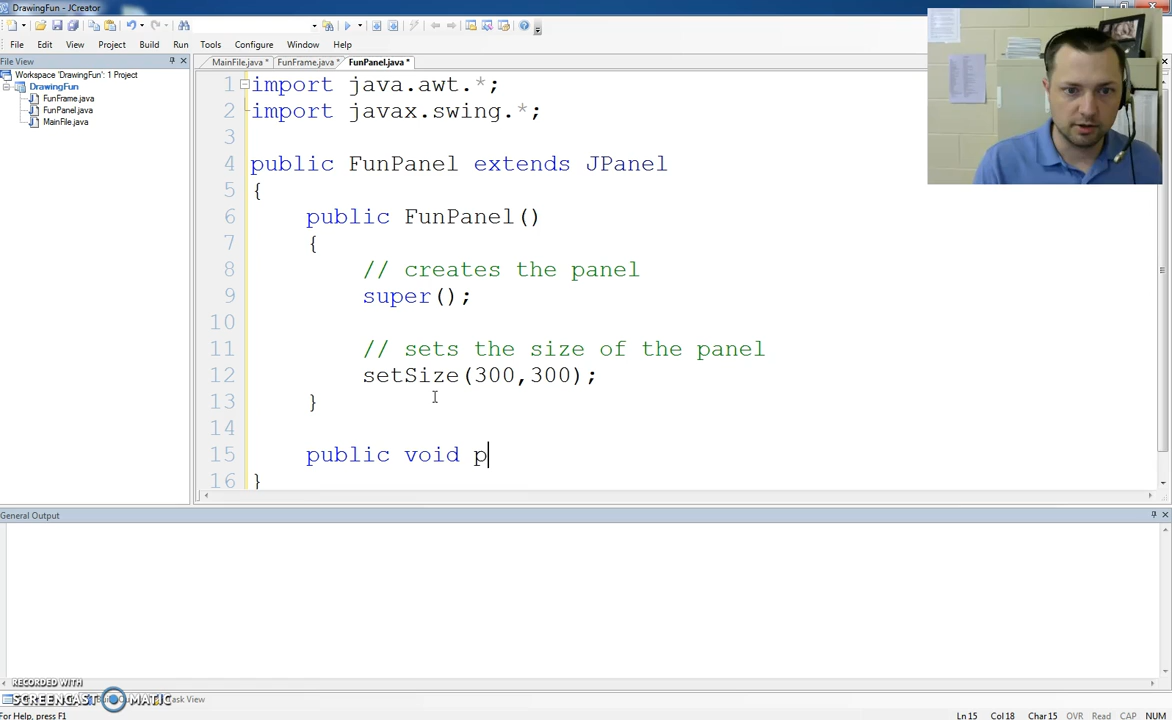 DrawingFun - JCreator
File Edit View Project Build Run Tools Configure Window Help
File View
Workspace 'DrawingFun': 1 Project
DrawingFun
FunFrame.java
FunPanel.java
MainFile.java
MainFile.java * FunFrame.java * FunPanel.java *
1 import java.awt.*;
2 import javax.swing.*;
3
4 public FunPanel extends JPanel
5 {
6 public FunPanel()
7 {
8 // creates the panel
9 super();
10
11 // sets the size of the panel
12 setSize(300,300);
13 }
14
15 public void p
16 }
General Output
RECORDED WITH
SCREENCAST-O-MATIC
Task View
For Help, press F1
Ln 15 Col 18 Char 15 OVR Read CAP NUM